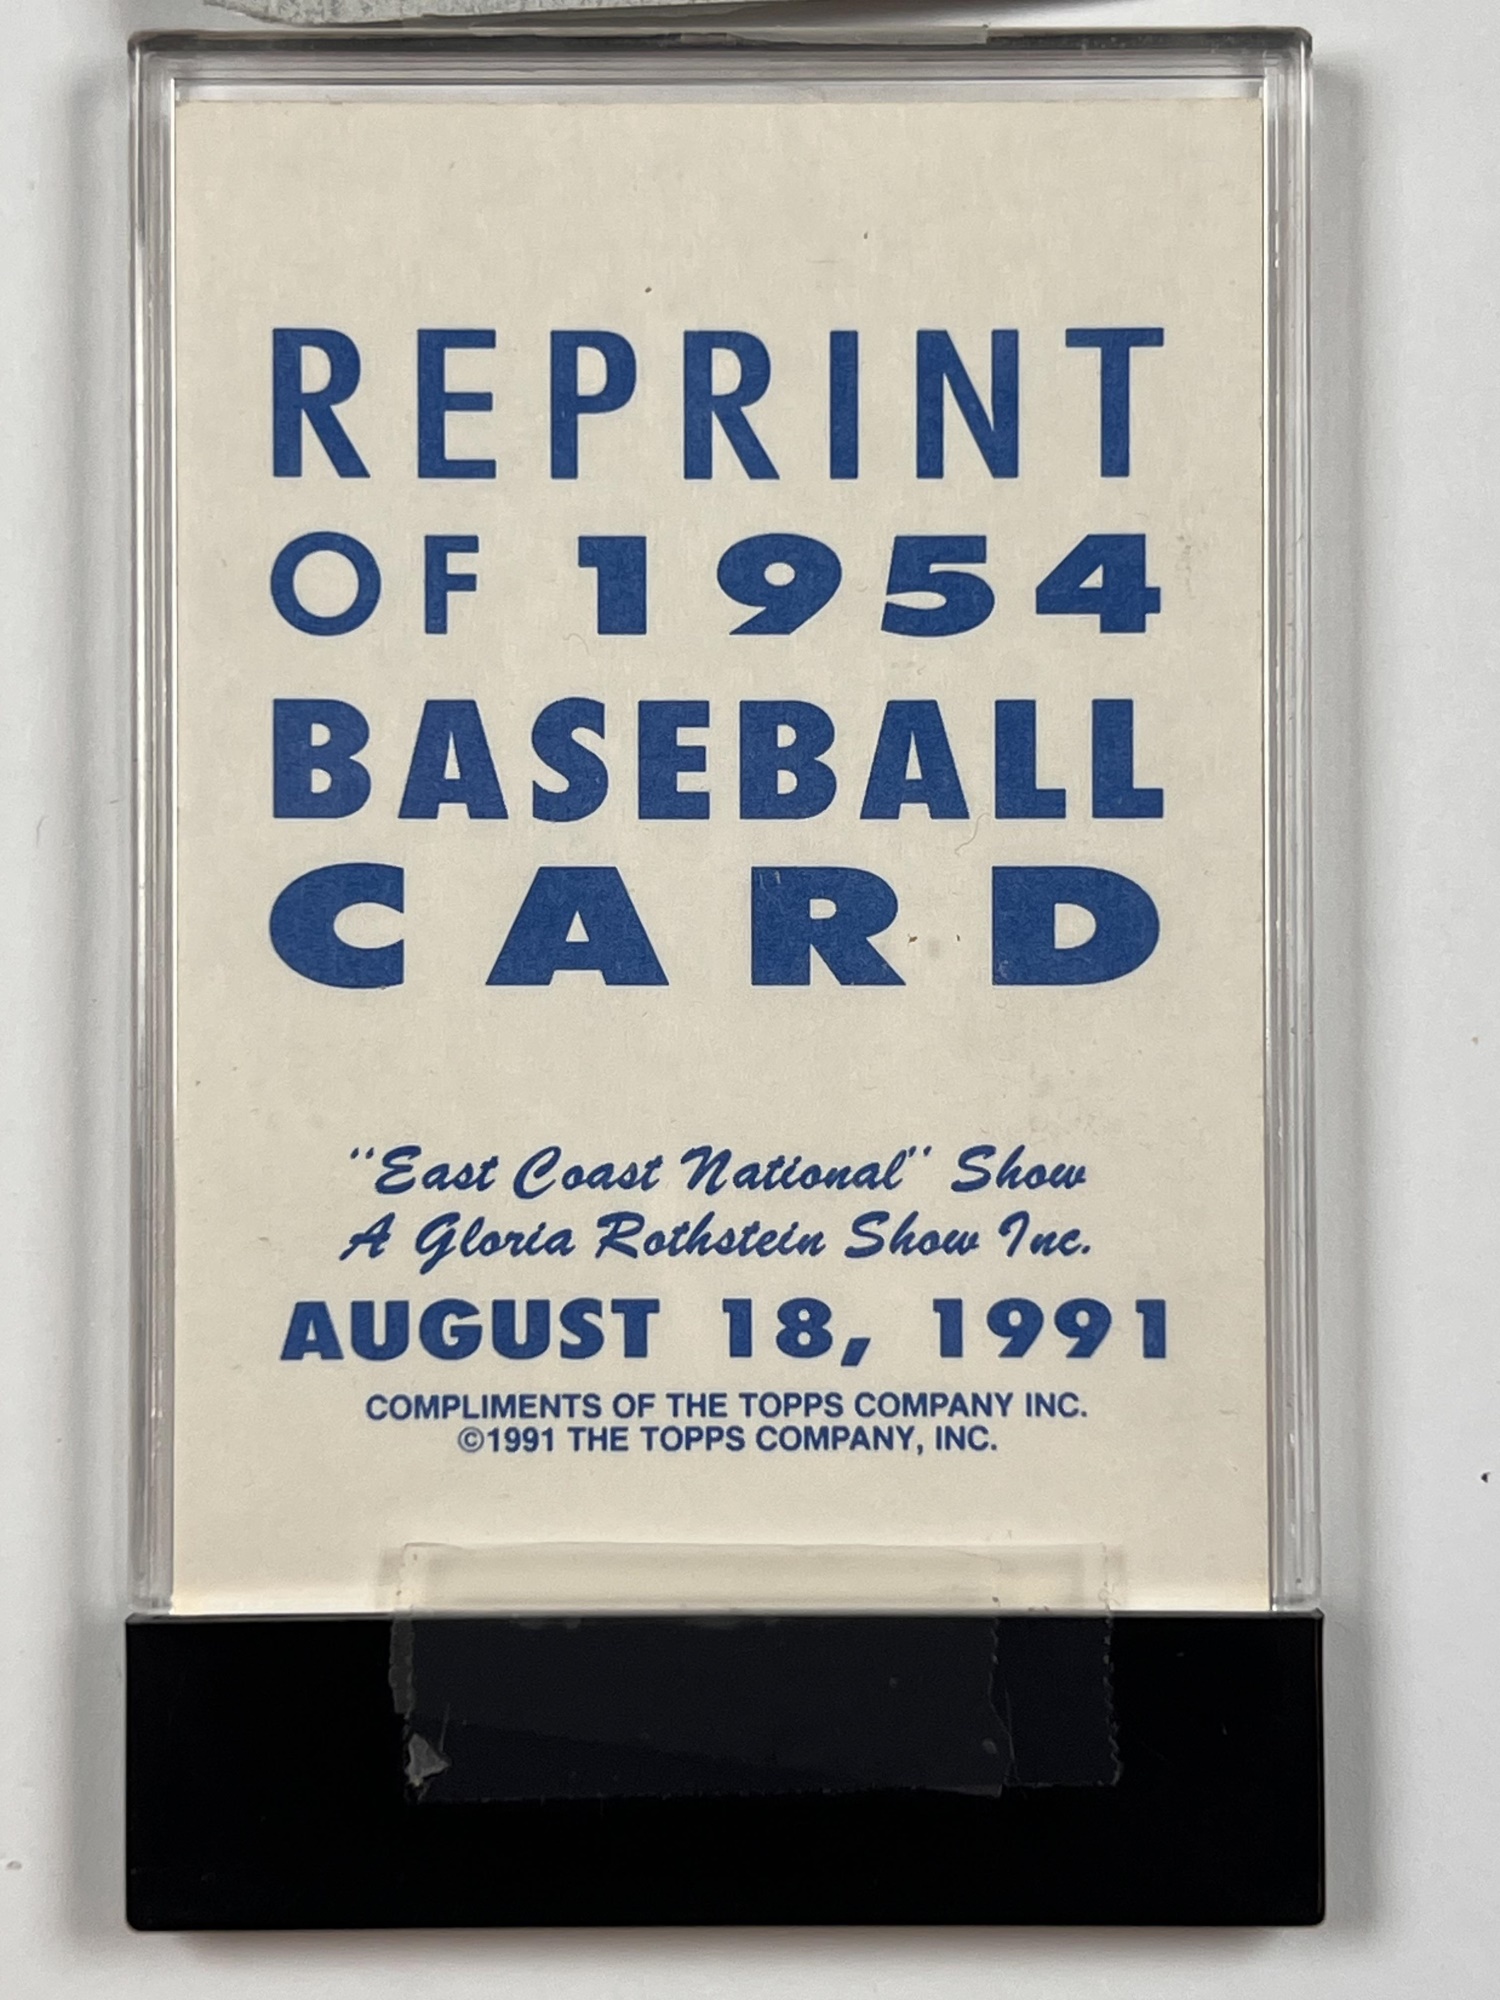 REPRINT
OF 1954
BASEBALL
CARD
"East Coast National" Show
A Gloria Rothstein Show Inc.
AUGUST 18, 1991
COMPLIMENTS OF THE TOPPS COMPANY INC.
©1991 THE TOPPS COMPANY, INC.